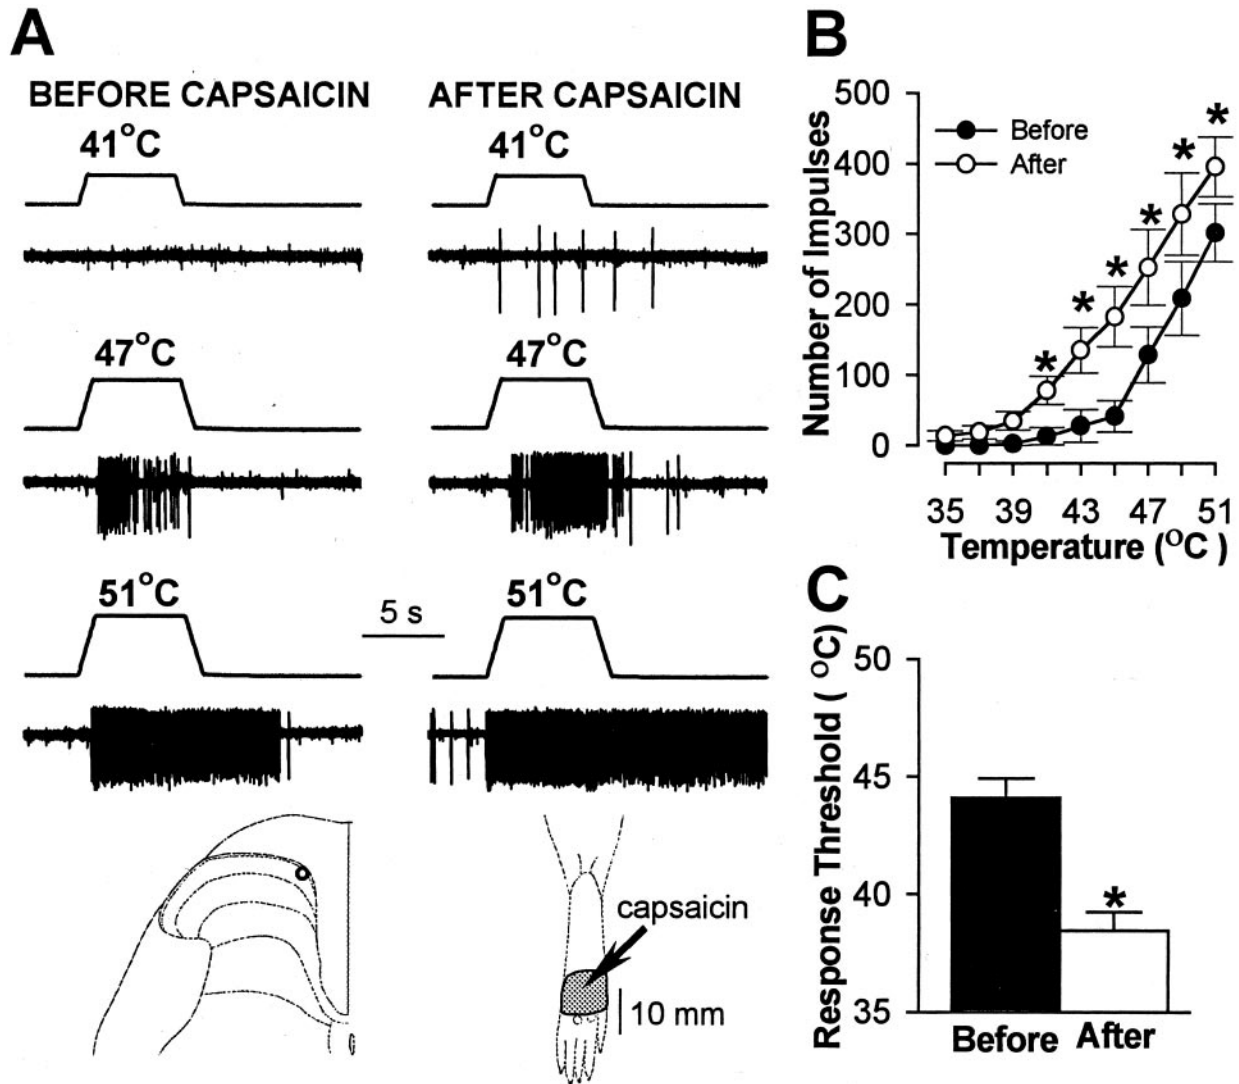 A
BEFORE CAPSAICIN
AFTER CAPSAICIN
41°C
41°C
47°C
47°C
51°C
5 s
51°C
capsaicin
10 mm
B
Number of Impulses
500
400
300
200
100
0
Before
After
*
*
*
*
*
*
35
39
43
47
51
Temperature (°C )
C
Response Threshold ( °C)
50
45
40
35
*
Before
After